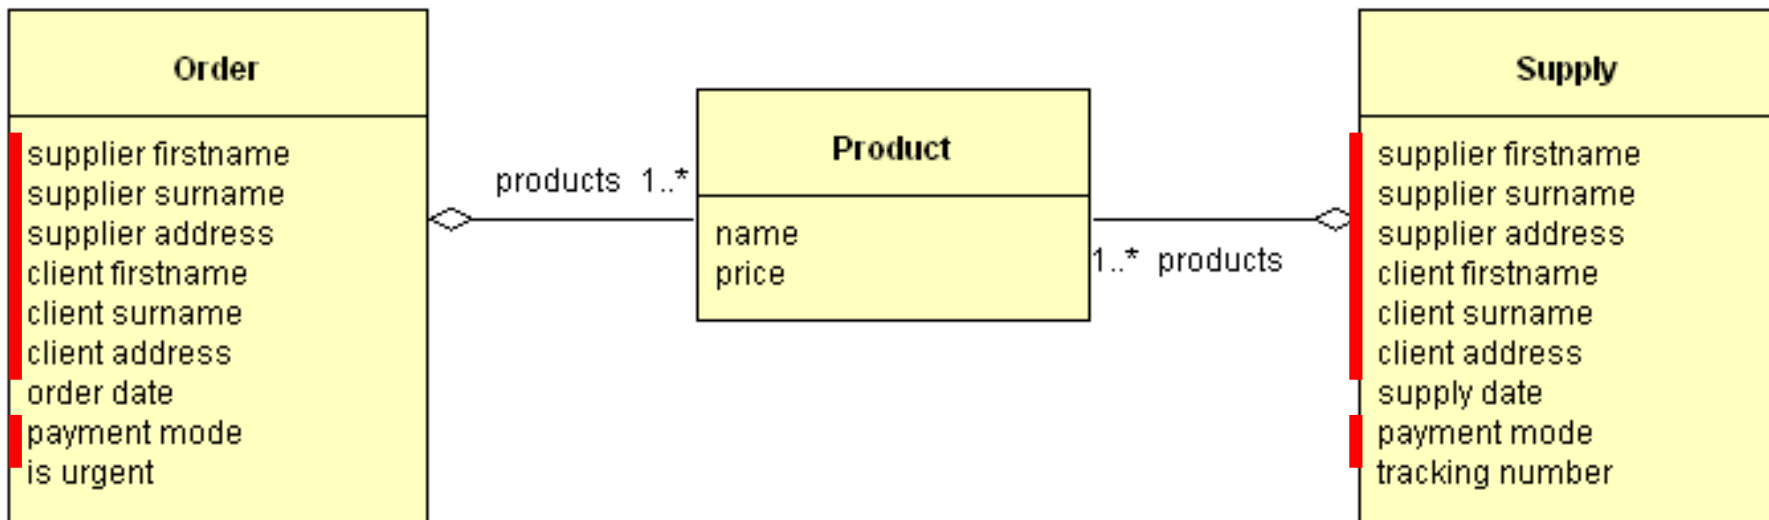 Order
supplier firstname
supplier surname
supplier address
client firstname
client surname
client address
order date
payment mode
is urgent
products 1..*
Product
name
price
1..* products
Supply
supplier firstname
supplier surname
supplier address
client firstname
client surname
client address
supply date
payment mode
tracking number